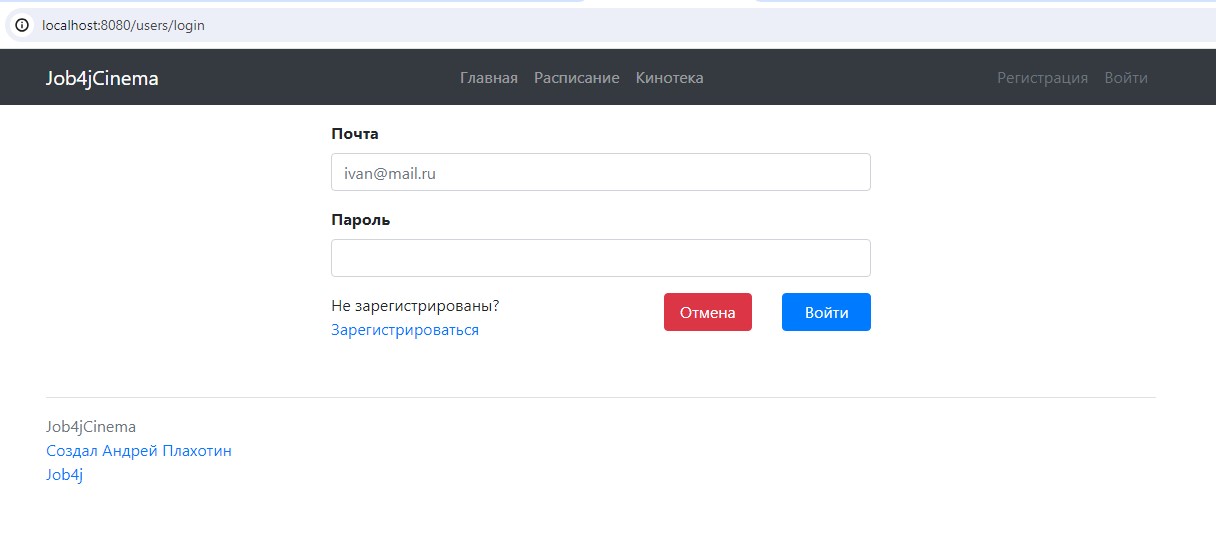 localhost:8080/users/login
Job4jCinema Главная Расписание Кинотека Регистрация Войти
Почта
ivan@mail.ru
Пароль
Не зарегистрированы? Отмена Войти
Зарегистрироваться
Job4jCinema
Создал Андрей Плахотин
Job4j